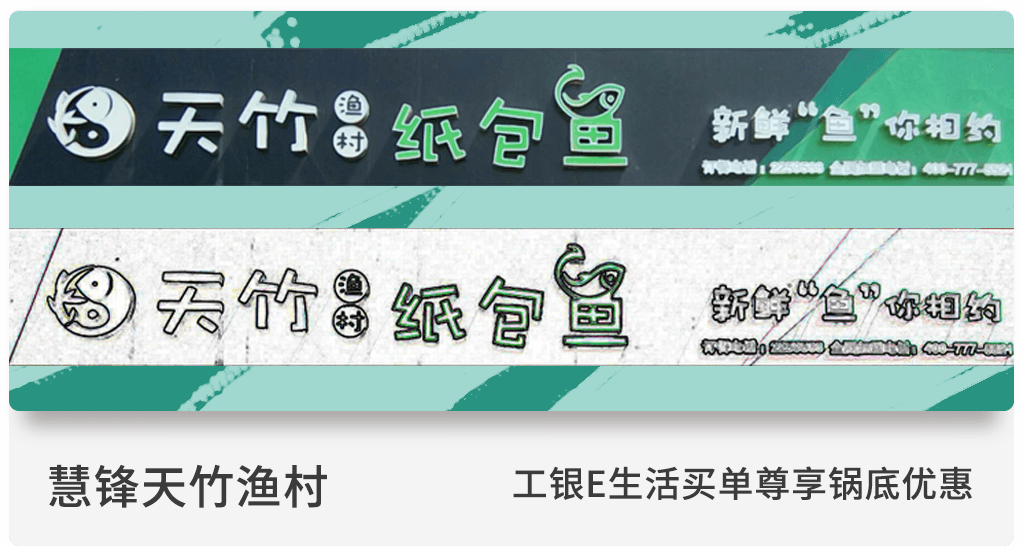 天竹渔村纸包鱼
新鲜“鱼”你相约
天竹渔村纸包鱼
新鲜“鱼”你相约
慧锋天竹渔村
工银E生活买单尊享锅底优惠